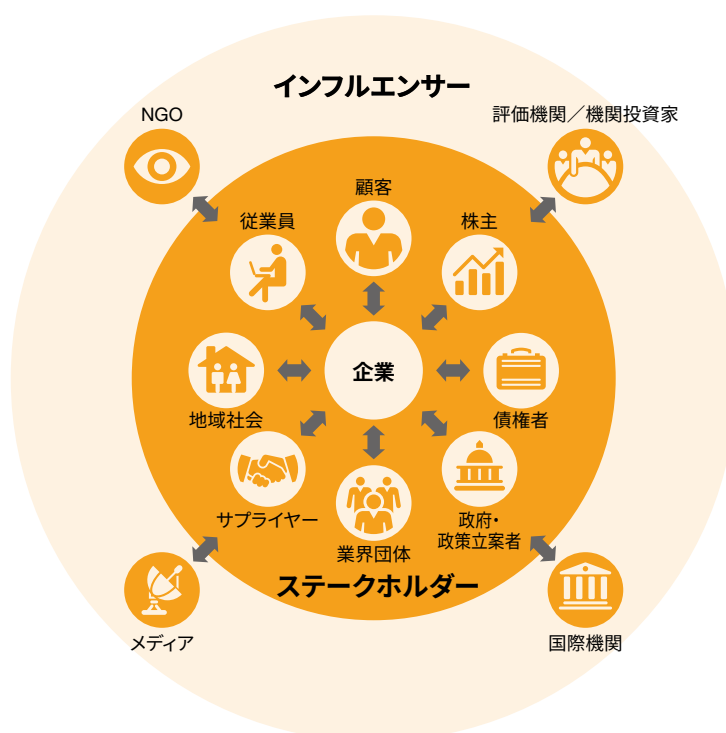 インフルエンサー
NGO
評価機関／機関投資家
顧客
従業員
株主
企業
地域社会
債権者
サプライヤー
政府・
政策立案者
業界団体
ステークホルダー
メディア
国際機関